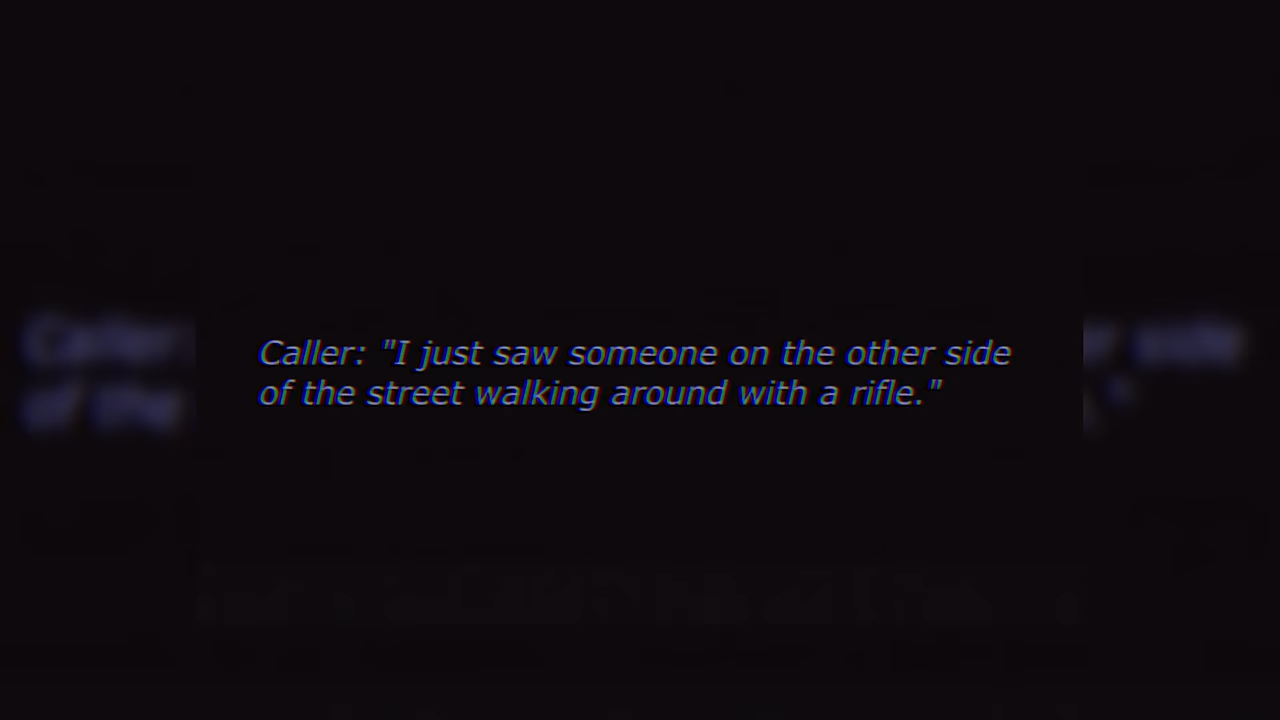 Caller: "I just saw someone on the other side
of the street walking around with a rifle."